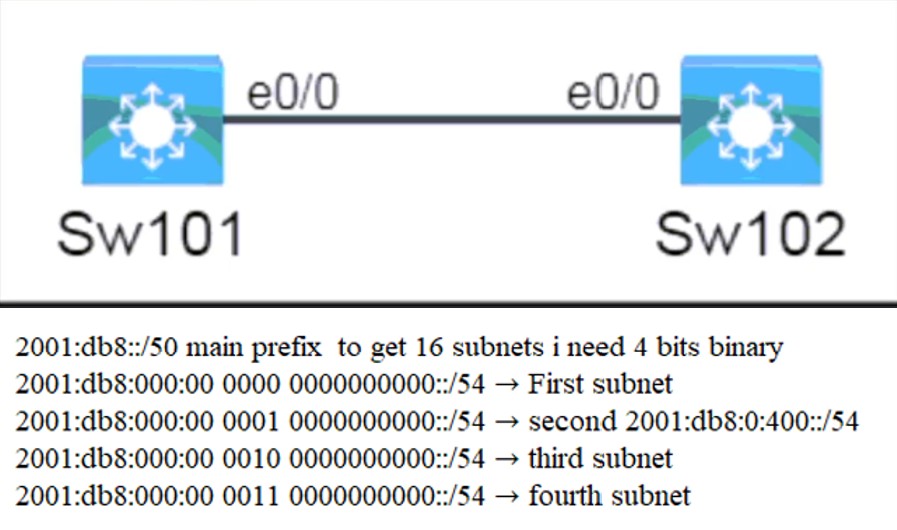 e0/0 e0/0
Sw101 Sw102
2001:db8::/50 main prefix to get 16 subnets i need 4 bits binary
2001:db8:000:00 0000 0000000000::/54 → First subnet
2001:db8:000:00 0001 0000000000::/54 → second 2001:db8:0:400::/54
2001:db8:000:00 0010 0000000000::/54 → third subnet
2001:db8:000:00 0011 0000000000::/54 → fourth subnet